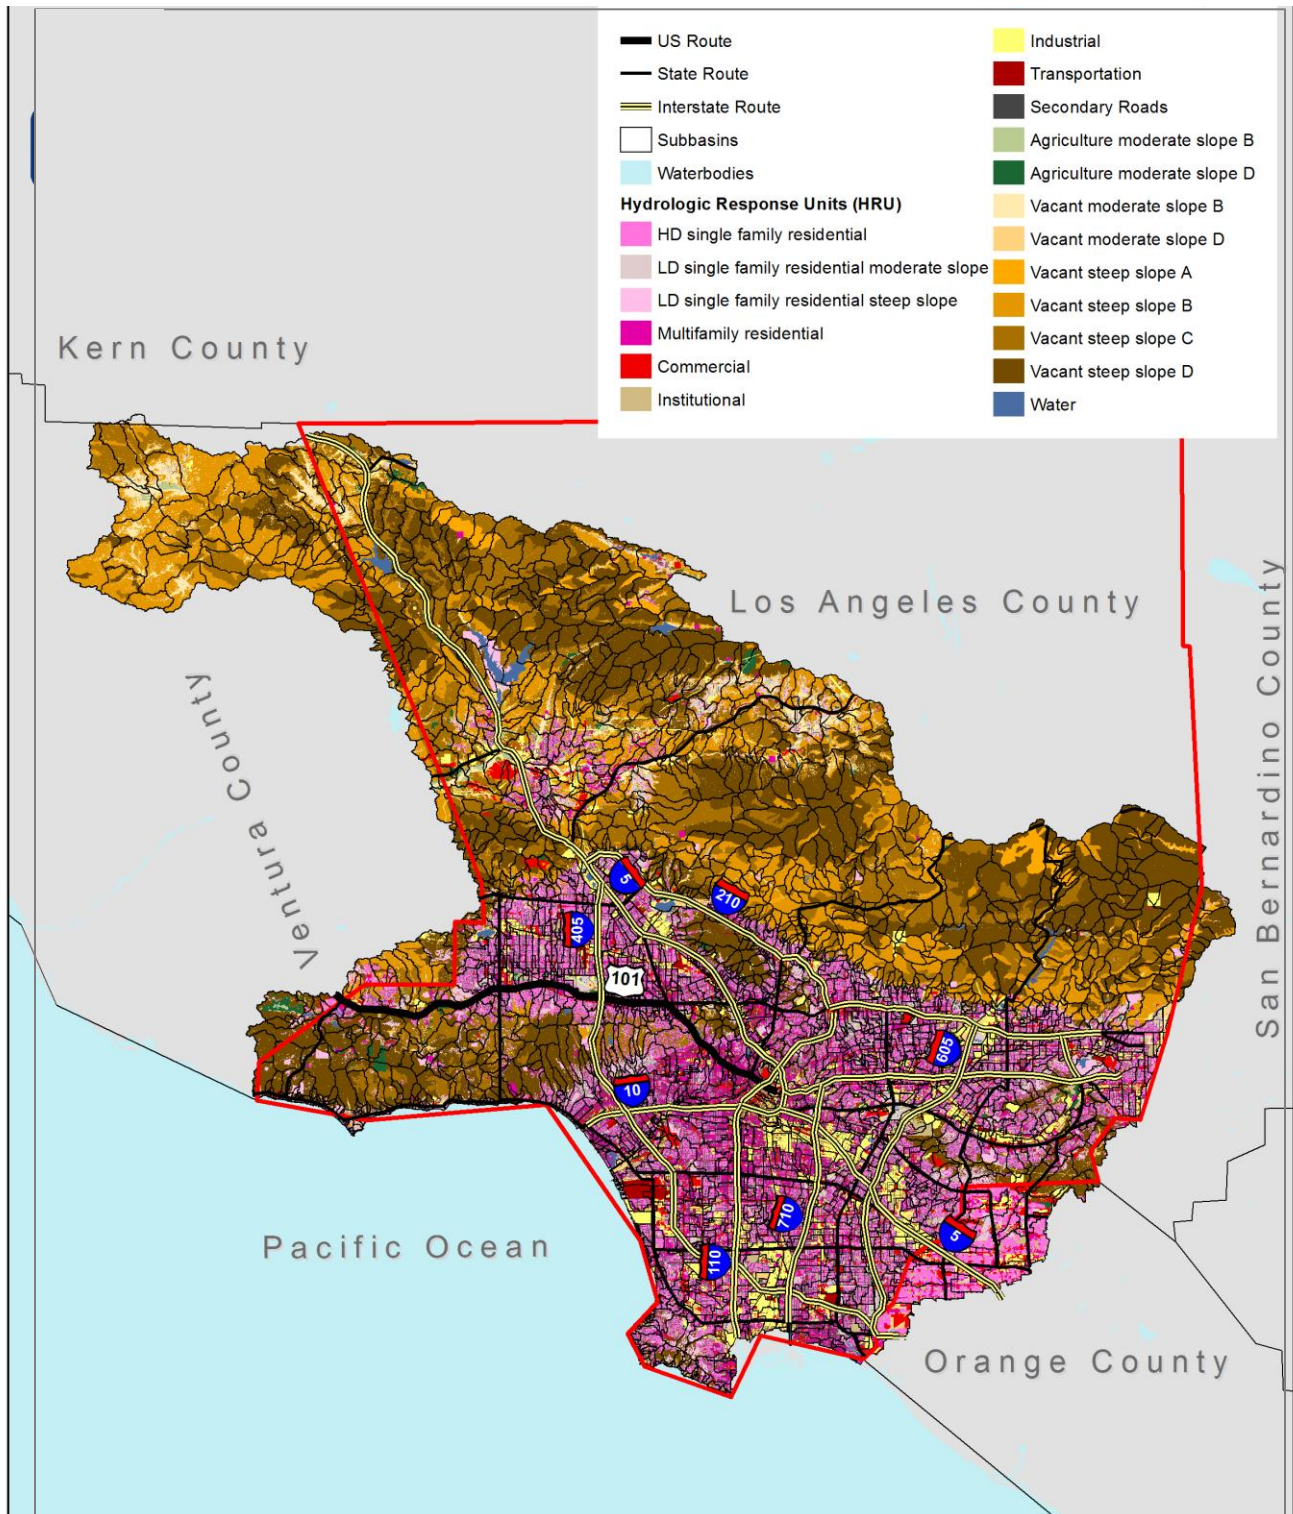 US Route
State Route
Interstate Route
Subbasins
Waterbodies
Hydrologic Response Units (HRU)
HD single family residential
LD single family residential moderate slope
LD single family residential steep slope
Multifamily residential
Commercial
Institutional
Industrial
Transportation
Secondary Roads
Agriculture moderate slope B
Agriculture moderate slope D
Vacant moderate slope B
Vacant moderate slope D
Vacant steep slope A
Vacant steep slope B
Vacant steep slope C
Vacant steep slope D
Water
Kern County
Los Angeles County
San Bernardino County
Ventura County
5
210
405
101
605
10
710
5
110
Pacific Ocean
Orange County